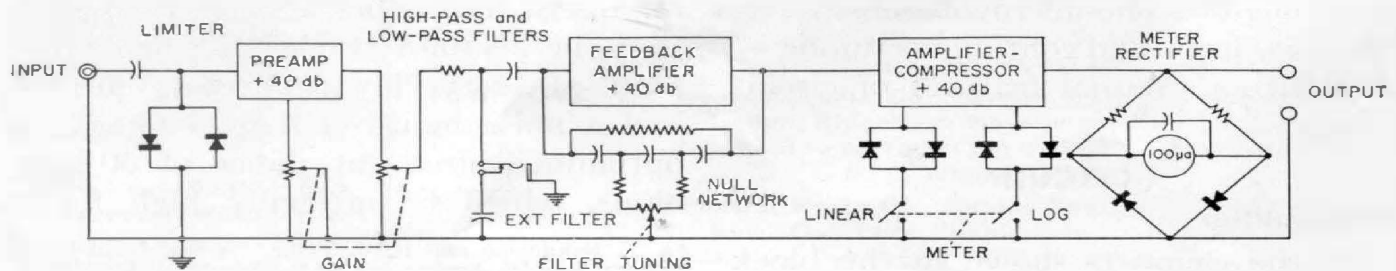 INPUT
LIMITER
PREAMP
+ 40 db
GAIN
HIGH-PASS and
LOW-PASS FILTERS
EXT FILTER
FEEDBACK
AMPLIFIER
+ 40 db
NULL
NETWORK
FILTER TUNING
AMPLIFIER-
COMPRESSOR
+ 40 db
LINEAR
LOG
METER
METER
RECTIFIER
100µa
OUTPUT